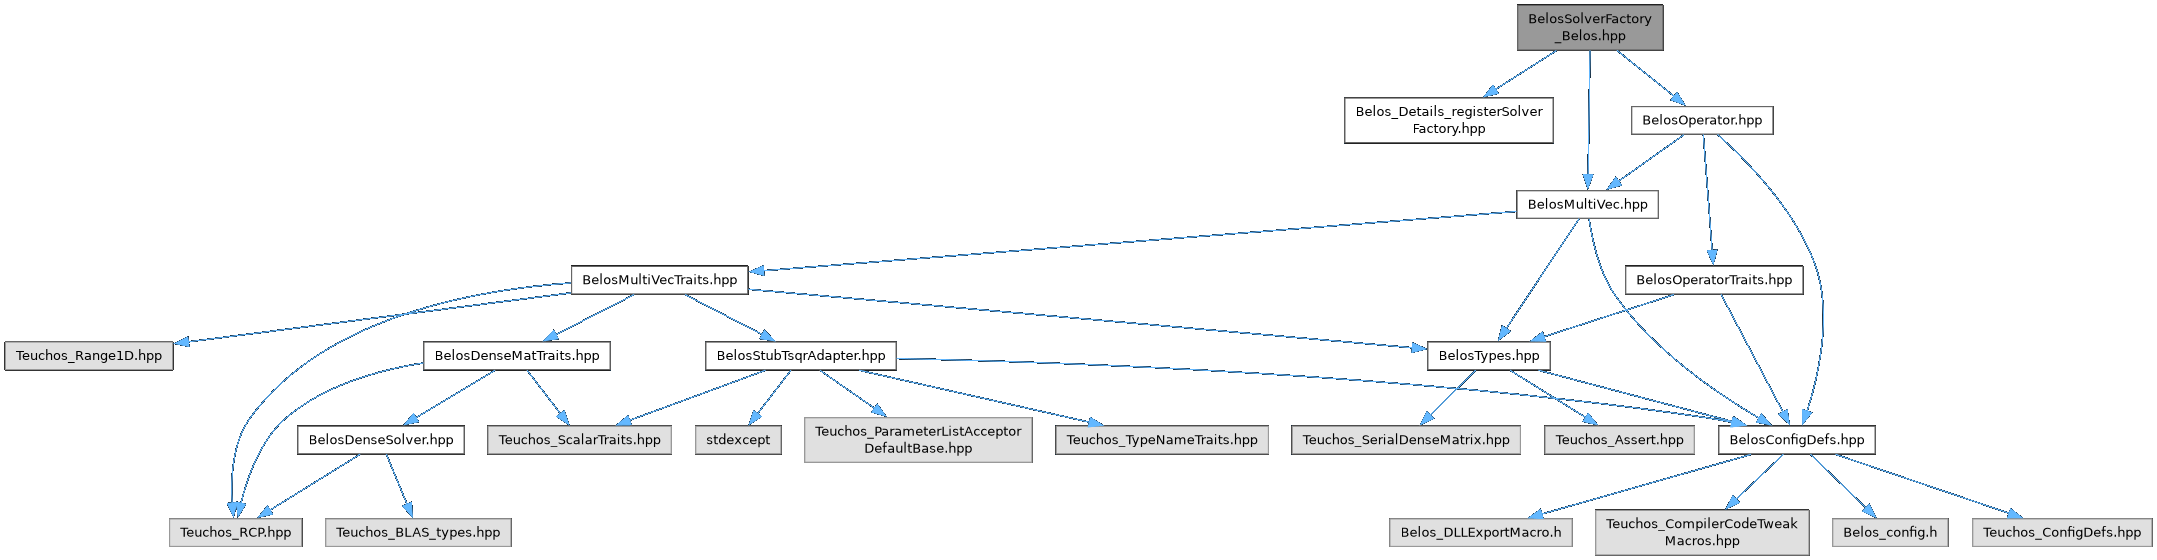 BelosSolverFactory
_Belos.hpp
Belos_Details_registerSolver
Factory.hpp
BelosOperator.hpp
BelosMultiVec.hpp
BelosMultiVecTraits.hpp
BelosOperatorTraits.hpp
Teuchos_Range1D.hpp
BelosDenseMatTraits.hpp
BelosStubTsqrAdapter.hpp
BelosTypes.hpp
BelosDenseSolver.hpp
Teuchos_ScalarTraits.hpp
stdexcept
Teuchos_ParameterListAcceptor
DefaultBase.hpp
Teuchos_TypeNameTraits.hpp
Teuchos_SerialDenseMatrix.hpp
Teuchos_Assert.hpp
BelosConfigDefs.hpp
Teuchos_RCP.hpp
Teuchos_BLAS_types.hpp
Belos_DLLExportMacro.h
Teuchos_CompilerCodeTweak
Macros.hpp
Belos_config.h
Teuchos_ConfigDefs.hpp